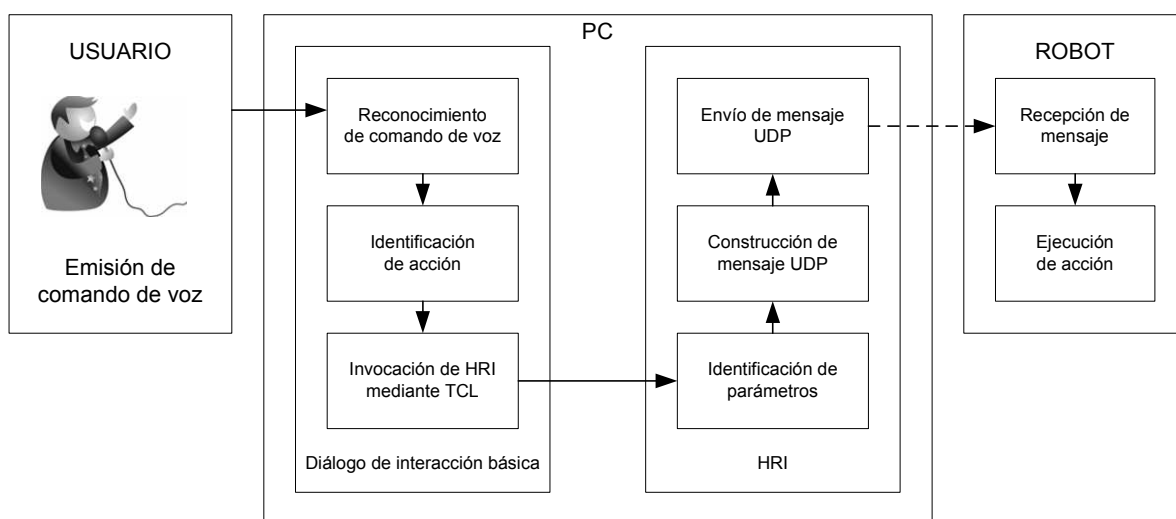 USUARIO
Emisión de
comando de voz
PC
Reconocimiento
de comando de voz
Identificación
de acción
Invocación de HRI
mediante TCL
Diálogo de interacción básica
Envío de mensaje
UDP
Construcción de
mensaje UDP
Identificación de
parámetros
HRI
ROBOT
Recepción de
mensaje
Ejecución
de acción